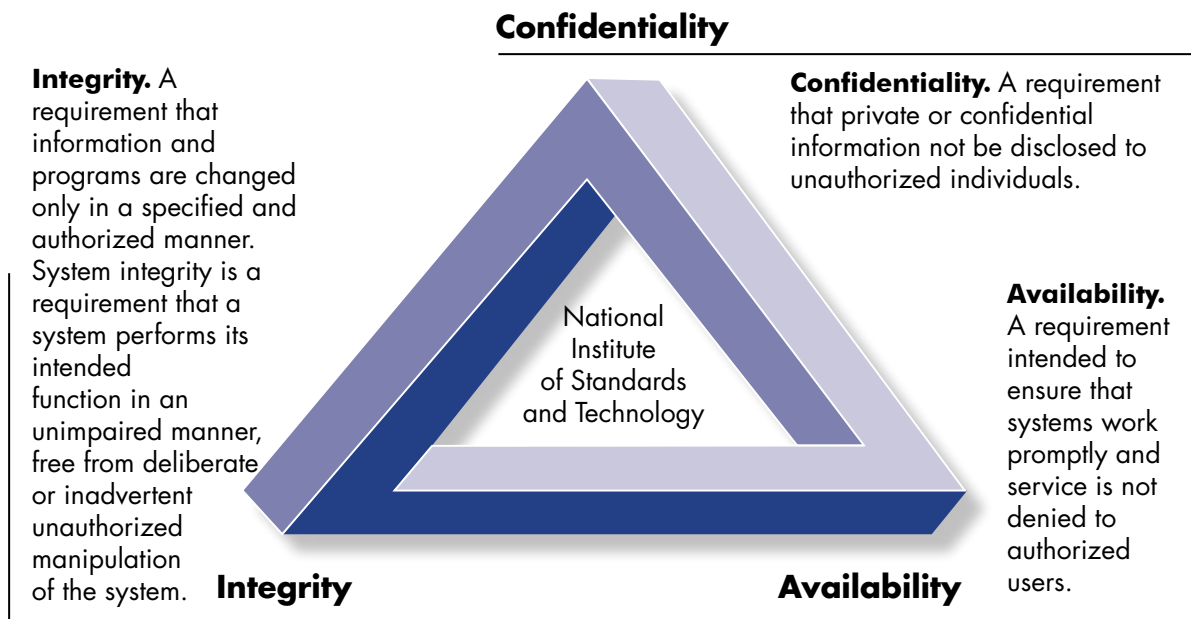 Confidentiality
Integrity. A
requirement that
information and
programs are changed
only in a specified and
authorized manner.
System integrity is a
requirement that a
system performs its
intended
function in an
unimpaired manner,
free from deliberate
or inadvertent
unauthorized
manipulation
of the system.
Confidentiality. A requirement
that private or confidential
information not be disclosed to
unauthorized individuals.
National
Institute
of Standards
and Technology
Availability.
A requirement
intended to
ensure that
systems work
promptly and
service is not
denied to
authorized
users.
Integrity
Availability